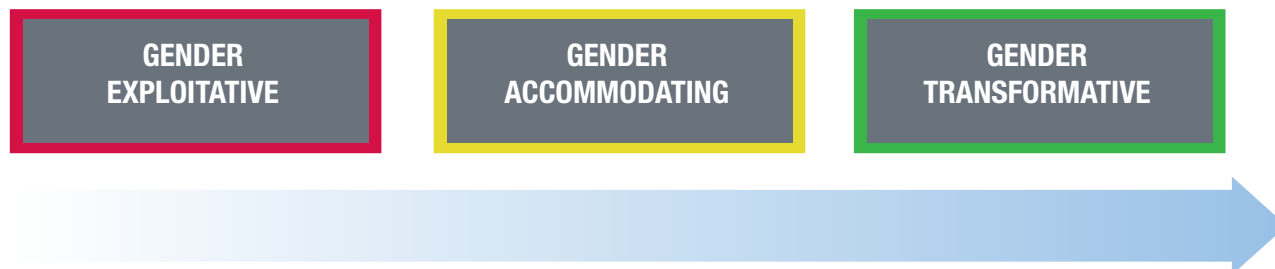 GENDER
EXPLOITATIVE
GENDER
ACCOMMODATING
GENDER
TRANSFORMATIVE